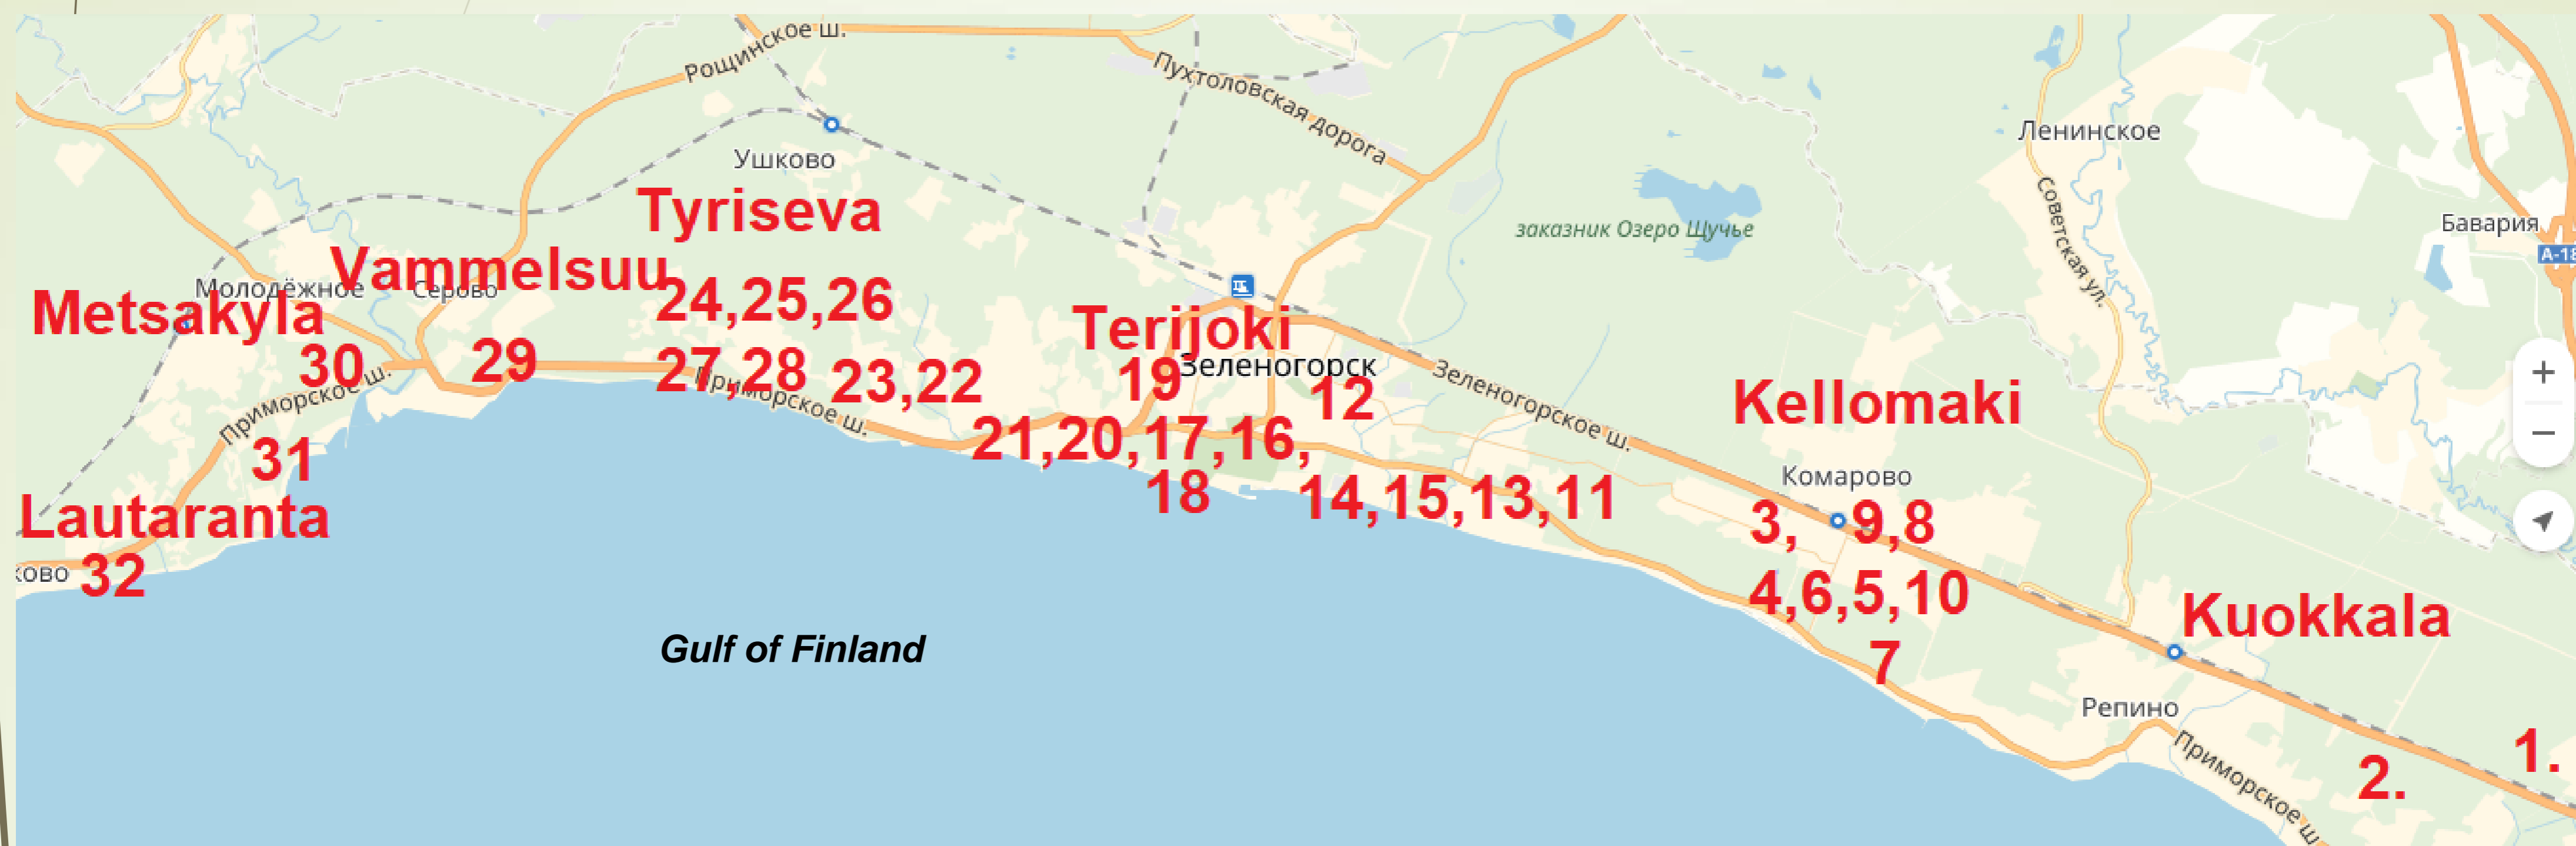 Рощинское ш.
Пухтоловская дорога
Ушково
Ленинское
Советская ул.
Бавария
А-18
заказник Озеро Щучье
Tyriseva
Vammelsuu
Молодёжное
Серово
Metsakyla
24,25,26
Terijoki
Зеленогорск
30
29
27,28
23,22
19
12
Зеленогорское ш.
Kellomaki
Приморское ш.
Приморское ш.
21,20,17,16,
31
18
14,15,13,11
Комарово
3,
9,8
Lautaranta
ково
32
4,6,5,10
Kuokkala
Gulf of Finland
7
Репино
Приморское ш.
2.
1.